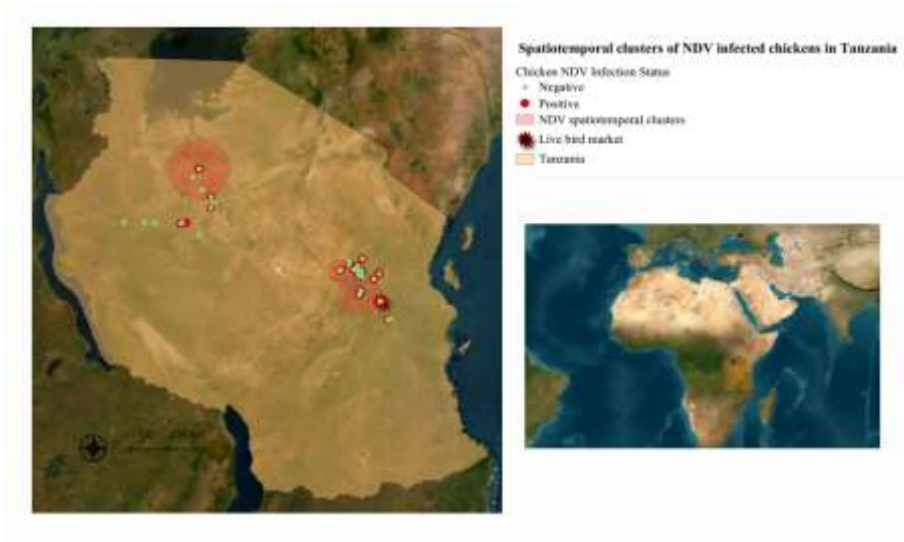 Spatiotemporal clusters of NDV infected chickens in Tanzania
Chicken NDV Infection Status
Negative
Positive
NDV spatiotemporal clusters
Live bird market
Tanzania